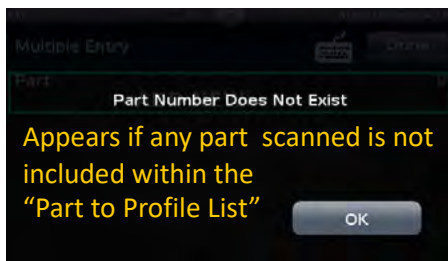 Multiple Entry
Part
Part Number Does Not Exist
Appears if any part scanned is not
included within the
“Part to Profile List”
OK